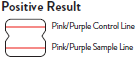 Positive Result
Pink/Purple Control Line
Pink/Purple Sample Line